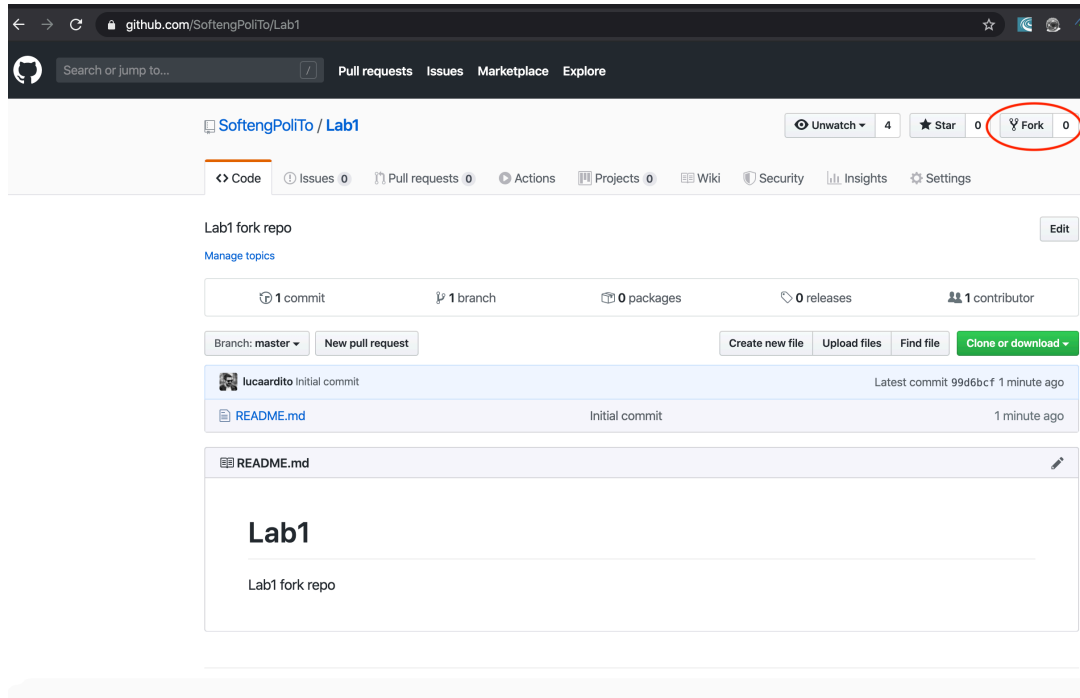 github.com/SoftengPoliTo/Lab1
Search or jump to... / Pull requests Issues Marketplace Explore
SoftengPoliTo / Lab1 Unwatch 4 Star 0 Fork 0
<> Code Issues 0 Pull requests 0 Actions Projects 0 Wiki Security Insights Settings
Lab1 fork repo Edit
Manage topics
1 commit 1 branch 0 packages 0 releases 1 contributor
Branch: master New pull request Create new file Upload files Find file Clone or download
lucaardito Initial commit Latest commit 99d6bcf 1 minute ago
README.md Initial commit 1 minute ago
README.md
Lab1
Lab1 fork repo